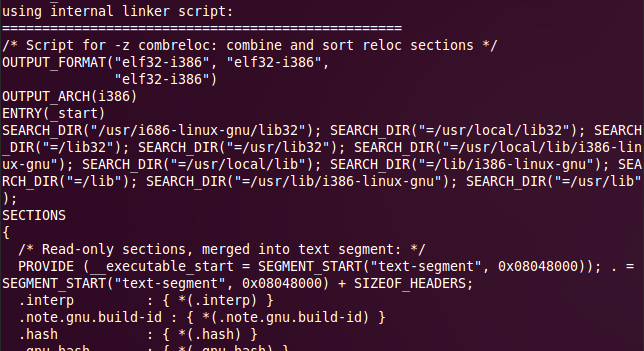 using internal linker script:
==================================================
/* Script for -z combreloc: combine and sort reloc sections */
OUTPUT_FORMAT("elf32-i386", "elf32-i386",
              "elf32-i386")
OUTPUT_ARCH(i386)
ENTRY(_start)
SEARCH_DIR("/usr/i686-linux-gnu/lib32"); SEARCH_DIR("=/usr/local/lib32"); SEARCH
_DIR("=/lib32"); SEARCH_DIR("=/usr/lib32"); SEARCH_DIR("=/usr/local/lib/i386-lin
ux-gnu"); SEARCH_DIR("=/usr/local/lib"); SEARCH_DIR("=/lib/i386-linux-gnu"); SEA
RCH_DIR("=/lib"); SEARCH_DIR("=/usr/lib/i386-linux-gnu"); SEARCH_DIR("=/usr/lib"
);
SECTIONS
{
  /* Read-only sections, merged into text segment: */
  PROVIDE (__executable_start = SEGMENT_START("text-segment", 0x08048000)); . =
SEGMENT_START("text-segment", 0x08048000) + SIZEOF_HEADERS;
  .interp         : { *(.interp) }
  .note.gnu.build-id : { *(.note.gnu.build-id) }
  .hash           : { *(.hash) }
  .gnu.hash       : { *(.gnu.hash) }